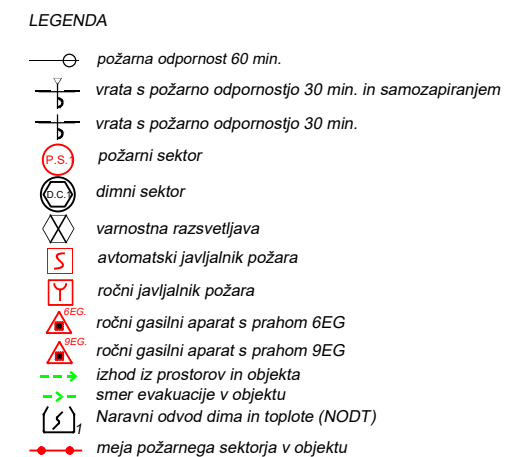 LEGENDA
požarna odpornost 60 min.
vrata s požarno odpornostjo 30 min. in samozapiranjem
vrata s požarno odpornostjo 30 min.
P.S.1 požarni sektor
D.C.1 dimni sektor
varnostna razsvetljava
avtomatski javljalnik požara
ročni javljalnik požara
6EG. ročni gasilni aparat s prahom 6EG
9EG. ročni gasilni aparat s prahom 9EG
izhod iz prostorov in objekta
smer evakuacije v objektu
1 Naravni odvod dima in toplote (NODT)
meja požarnega sektorja v objektu